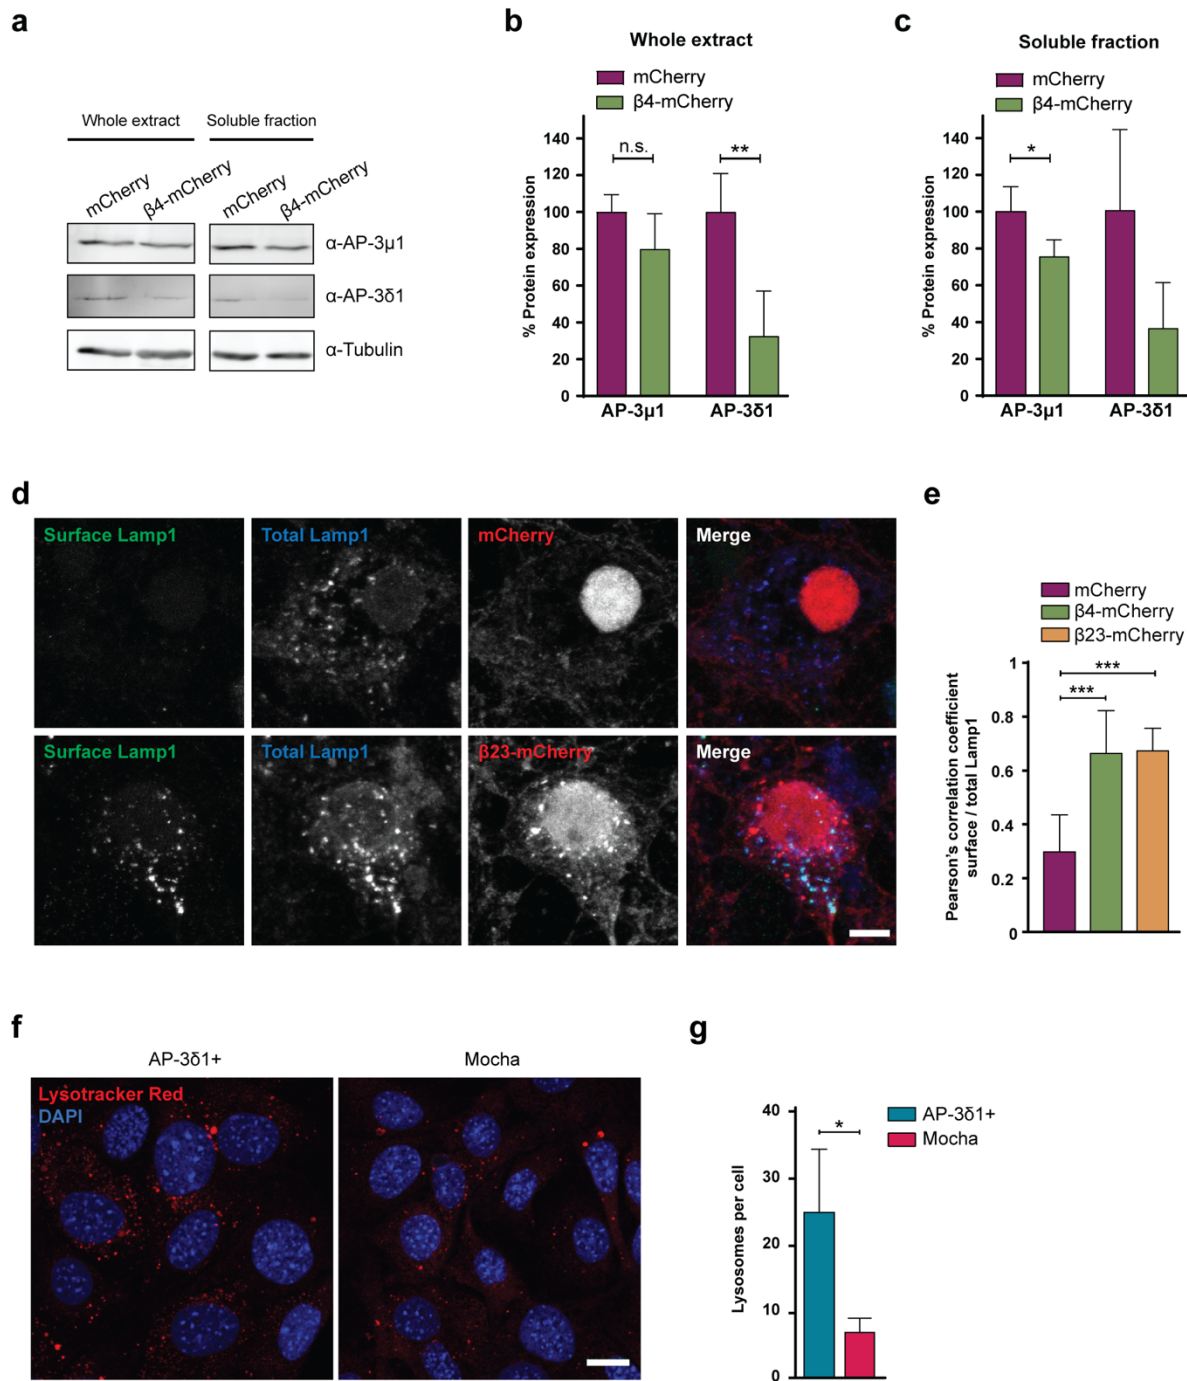 a
Whole extract
Soluble fraction
mCherry
β4-mCherry
mCherry
β4-mCherry
α-AP-3μ1
α-AP-3δ1
α-Tubulin
b
Whole extract
mCherry
β4-mCherry
% Protein expression
140
120
100
80
60
40
20
0
n.s.
**
AP-3μ1
AP-3δ1
c
Soluble fraction
mCherry
β4-mCherry
% Protein expression
140
120
100
80
60
40
20
0
*
AP-3μ1
AP-3δ1
d
Surface Lamp1
Total Lamp1
mCherry
Merge
Surface Lamp1
Total Lamp1
β23-mCherry
Merge
e
mCherry
β4-mCherry
β23-mCherry
Pearson's correlation coefficient
surface / total Lamp1
1
0.8
0.6
0.4
0.2
0
***
***
f
AP-3δ1+
Mocha
Lysotracker Red
DAPI
g
AP-3δ1+
Mocha
Lysosomes per cell
40
30
20
10
0
*